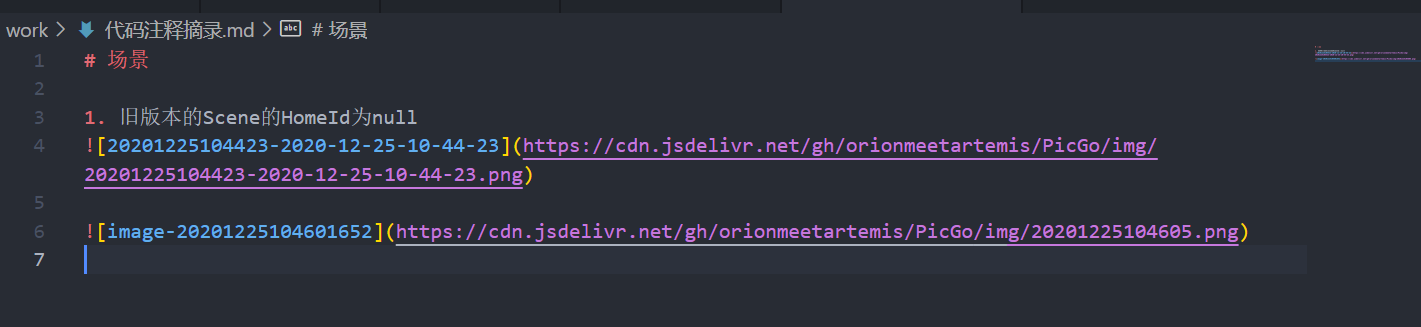 work > 代码注释摘录.md > abc # 场景
1 # 场景
2
3 1. 旧版本的Scene的HomeId为null
4 ![20201225104423-2020-12-25-10-44-23](https://cdn.jsdelivr.net/gh/orionmeetartemis/PicGo/img/
20201225104423-2020-12-25-10-44-23.png)
5
6 ![image-20201225104601652](https://cdn.jsdelivr.net/gh/orionmeetartemis/PicGo/img/20201225104605.png)
7